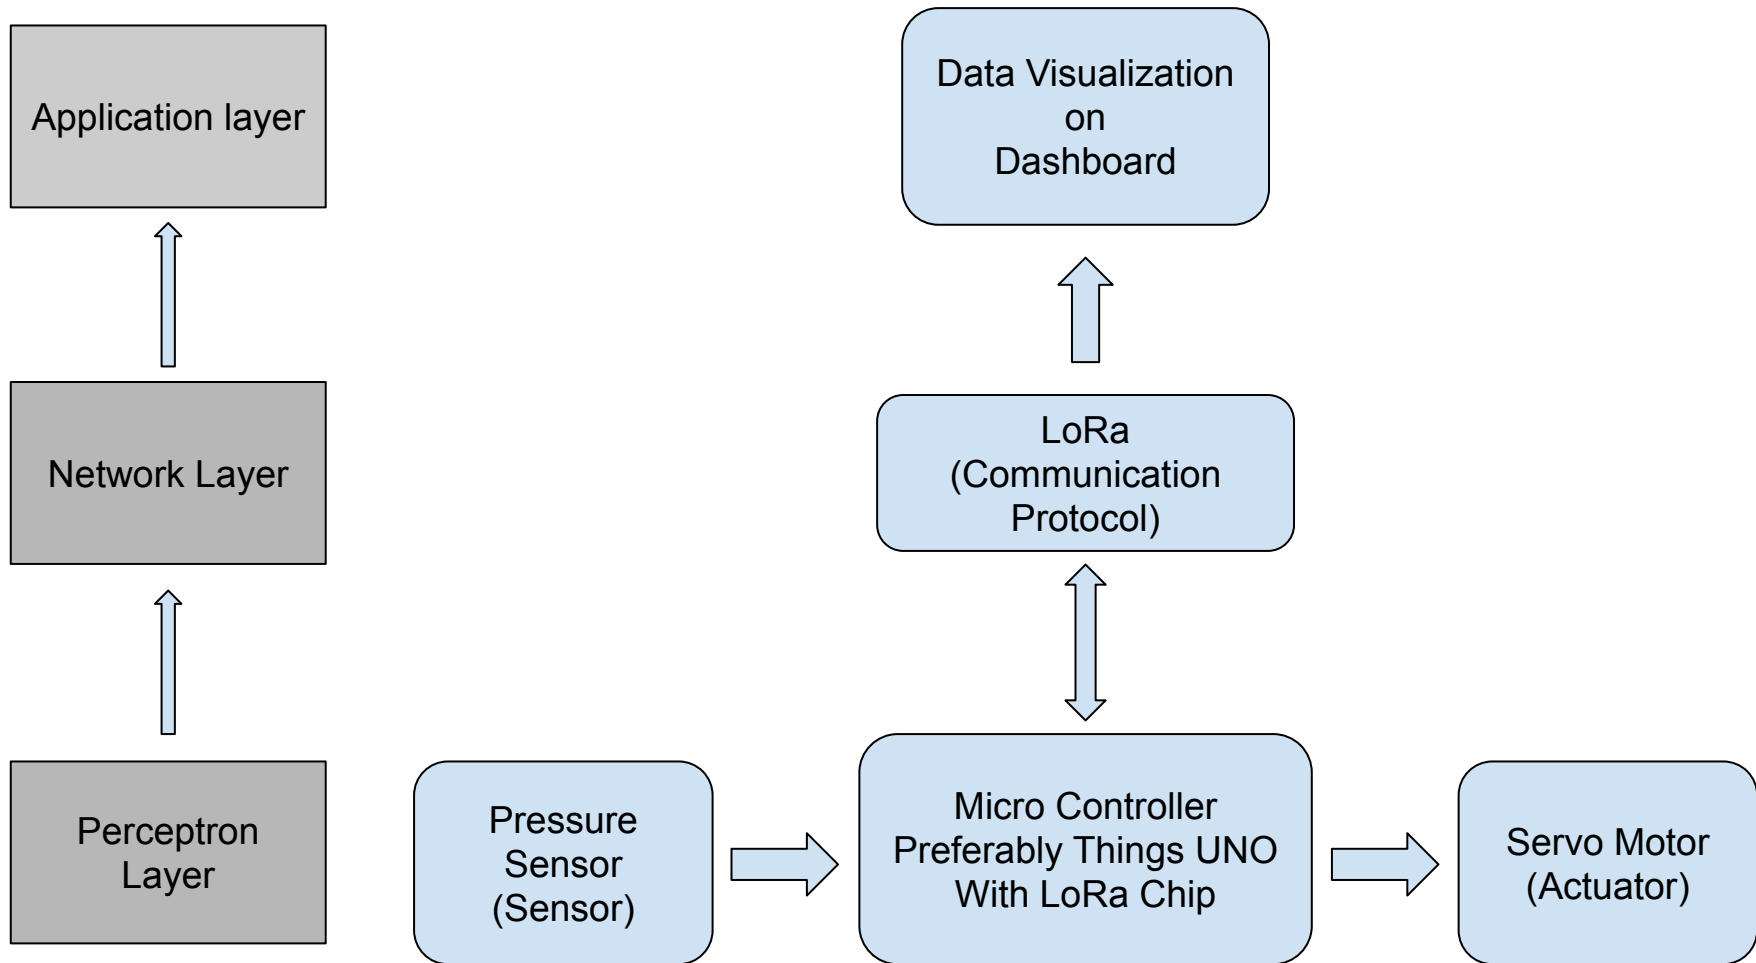 Application layer
Data Visualization
on
Dashboard
Network Layer
LoRa
(Communication
Protocol)
Perceptron
Layer
Pressure
Sensor
(Sensor)
Micro Controller
Preferably Things UNO
With LoRa Chip
Servo Motor
(Actuator)